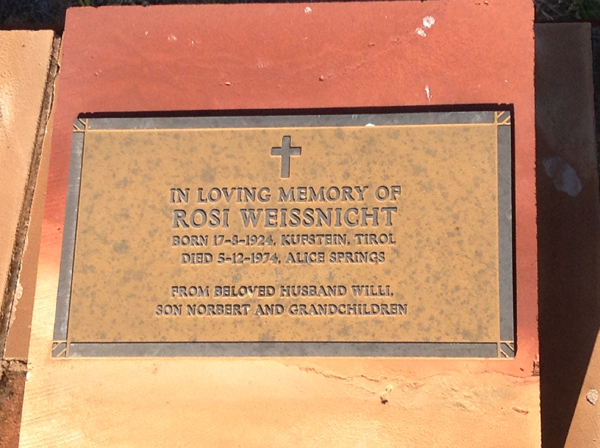 IN LOVING MEMORY OF
ROSI WEISSNICHT
BORN 17-8-1924, KUFSTEIN, TIROL
DIED 5-12-1974, ALICE SPRINGS
FROM BELOVED HUSBAND WILLI,
SON NORBERT AND GRANDCHILDREN